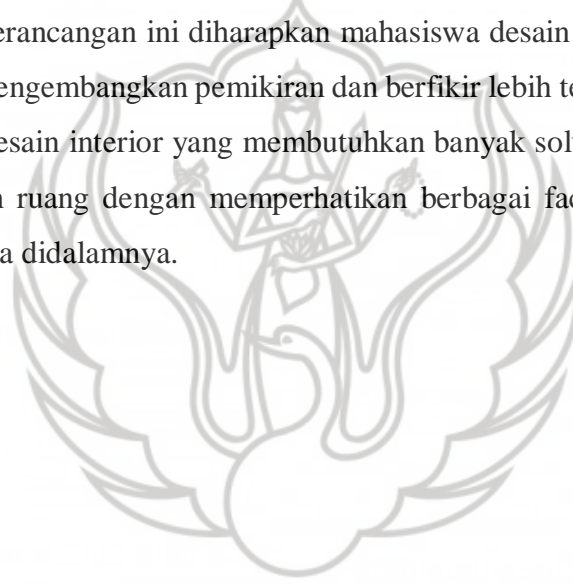 erancangan ini diharapkan mahasiswa desain
engembangkan pemikiran dan berfikir lebih te
esain interior yang membutuhkan banyak sol
ruang dengan memperhatikan berbagai fa
a didalamnya.